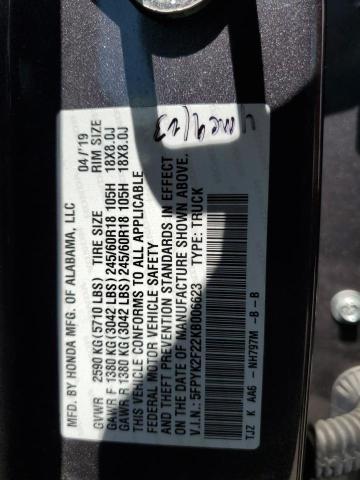 MFD. BY HONDA MFG. OF ALABAMA, LLC 04/'19
GVWR 2590 KG (5710 LBS) TIRE SIZE RIM SIZE
GAWR F 1380 KG (3042 LBS) 245/60R18 105H 18X8.0J
GAWR R 1380 KG (3042 LBS) 245/60R18 105H 18X8.0J
THIS VEHICLE CONFORMS TO ALL APPLICABLE
FEDERAL MOTOR VEHICLE SAFETY
AND THEFT PREVENTION STANDARDS IN EFFECT
ON THE DATE OF MANUFACTURE SHOWN ABOVE.
V.I.N.: 5FPYK2F22KB006623 TYPE: TRUCK
TJZ K AA6 -NH797M -B -B